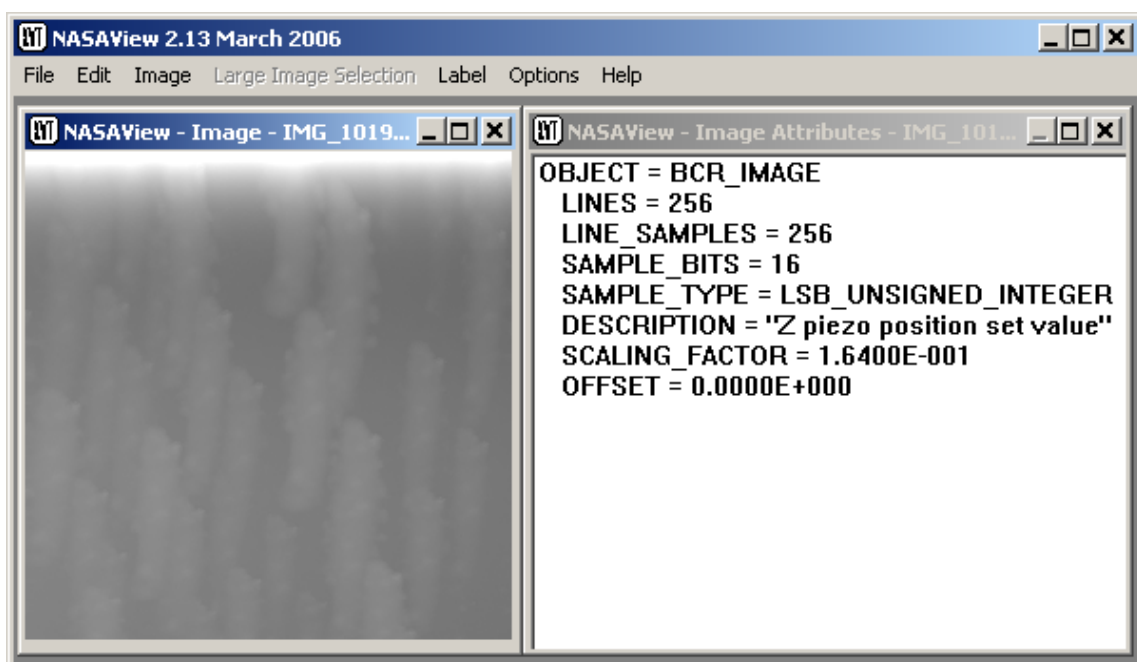 NASAView 2.13 March 2006
File Edit Image Large Image Selection Label Options Help
NASAView - Image - IMG_1019...
NASAView - Image Attributes - IMG_101...
OBJECT = BCR_IMAGE
LINES = 256
LINE_SAMPLES = 256
SAMPLE_BITS = 16
SAMPLE_TYPE = LSB_UNSIGNED_INTEGER
DESCRIPTION = "Z piezo position set value"
SCALING_FACTOR = 1.6400E-001
OFFSET = 0.0000E+000